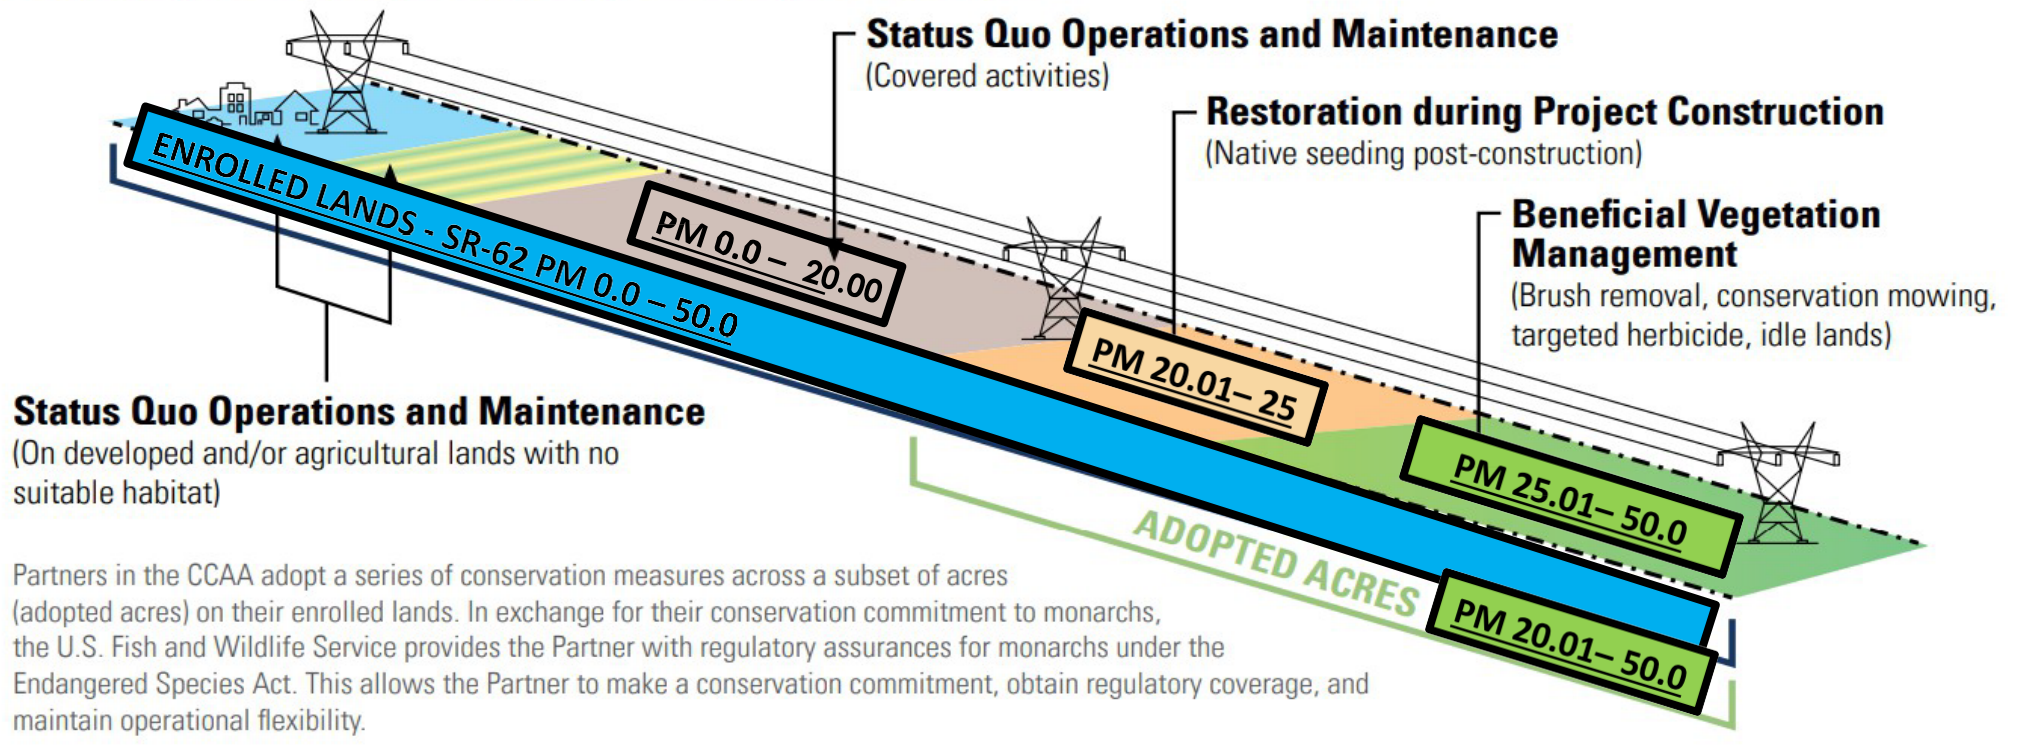 Status Quo Operations and Maintenance
(Covered activities)
Restoration during Project Construction
(Native seeding post-construction)
Beneficial Vegetation
Management
(Brush removal, conservation mowing,
targeted herbicide, idle lands)
ENROLLED LANDS - SR-62 PM 0.0 – 50.0
PM 0.0 – 20.00
PM 20.01– 25
PM 25.01– 50.0
Status Quo Operations and Maintenance
(On developed and/or agricultural lands with no
suitable habitat)
ADOPTED ACRES
PM 20.01– 50.0
Partners in the CCAA adopt a series of conservation measures across a subset of acres
(adopted acres) on their enrolled lands. In exchange for their conservation commitment to monarchs,
the U.S. Fish and Wildlife Service provides the Partner with regulatory assurances for monarchs under the
Endangered Species Act. This allows the Partner to make a conservation commitment, obtain regulatory coverage, and
maintain operational flexibility.